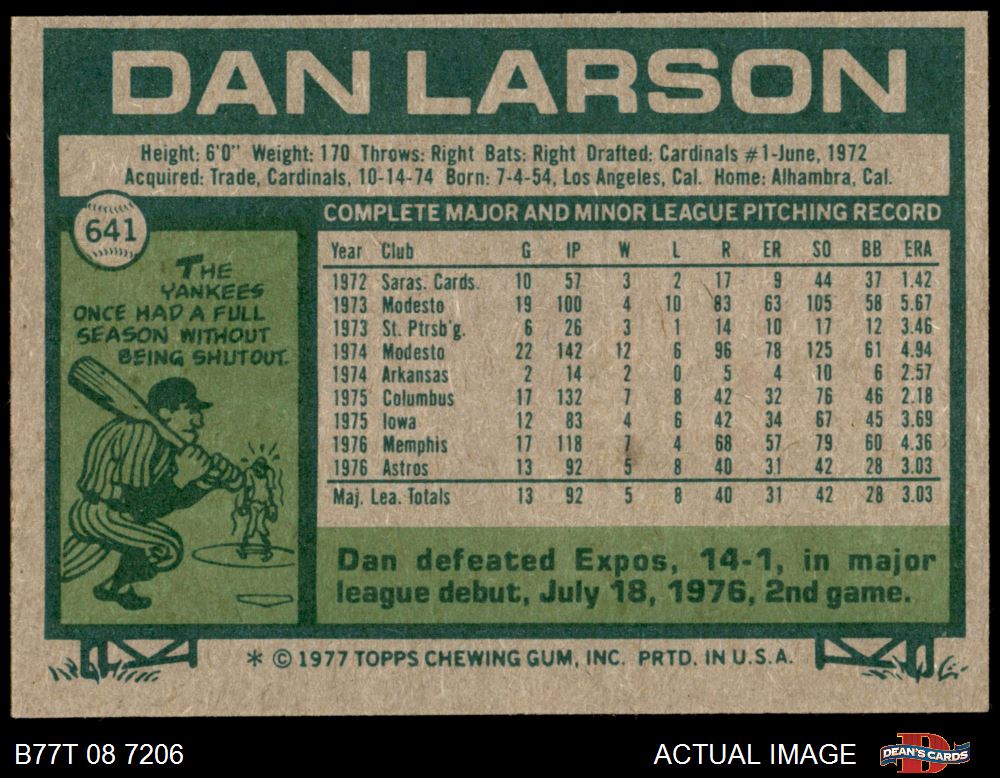 DAN LARSON
Height: 6'0" Weight: 170 Throws: Right Bats: Right Drafted: Cardinals #1-June, 1972
Acquired: Trade, Cardinals, 10-14-74 Born: 7-4-54, Los Angeles, Cal. Home: Alhambra, Cal.
641
THE
YANKEES
ONCE HAD A FULL
SEASON WITHOUT
BEING SHUTOUT.
COMPLETE MAJOR AND MINOR LEAGUE PITCHING RECORD
Year Club G IP W L R ER SO BB ERA
1972 Saras. Cards. 10 57 3 2 17 9 44 37 1.42
1973 Modesto 19 100 4 10 83 63 105 58 5.67
1973 St. Ptrsb'g. 6 26 3 1 14 10 17 12 3.46
1974 Modesto 22 142 12 6 96 78 125 61 4.94
1974 Arkansas 2 14 2 0 5 4 10 6 2.57
1975 Columbus 17 132 7 8 42 32 76 46 2.18
1975 Iowa 12 83 4 6 42 34 67 45 3.69
1976 Memphis 17 118 7 4 68 57 79 60 4.36
1976 Astros 13 92 5 8 40 31 42 28 3.03
Maj. Lea. Totals 13 92 5 8 40 31 42 28 3.03
Dan defeated Expos, 14-1, in major
league debut, July 18, 1976, 2nd game.
* © 1977 TOPPS CHEWING GUM, INC. PRTD. IN U.S.A.
B77T 08 7206
ACTUAL IMAGE
DEAN'S CARDS